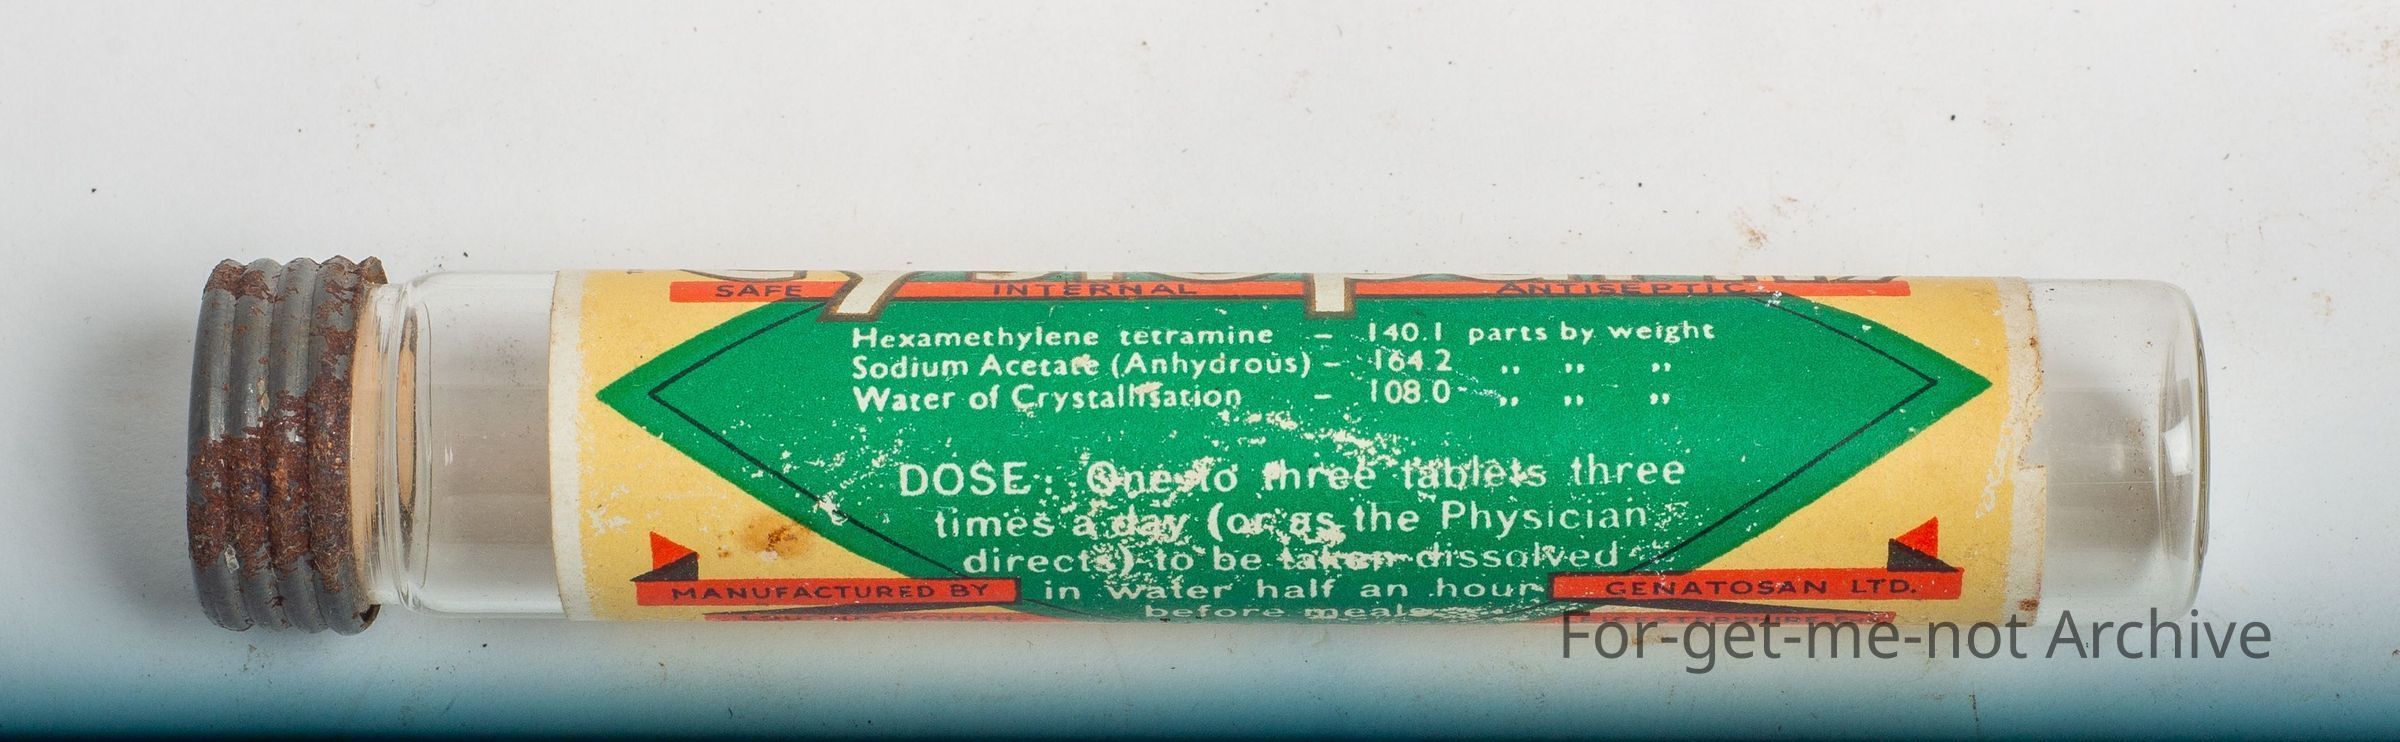 SAFE INTERNAL ANTISEPTIC
Hexamethylene tetramine – 140.1 parts by weight
Sodium Acetate (Anhydrous) – 164.2 ,, ,, ,,
Water of Crystallisation – 108.0 ,, ,, ,,
DOSE: One to three tablets three
times a day (or as the Physician
directs) to be taken dissolved
in water half an hour
before meals
MANUFACTURED BY
GENATOSAN LTD.
For-get-me-not Archive